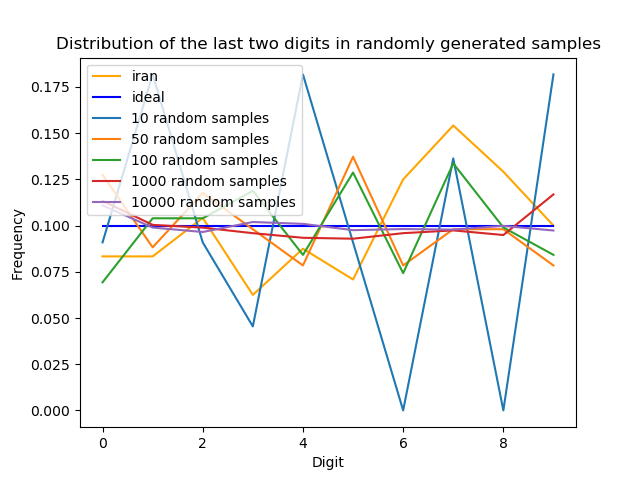 Distribution of the last two digits in randomly generated samples
iran
ideal
10 random samples
50 random samples
100 random samples
1000 random samples
10000 random samples
0.175
0.150
0.125
0.100
0.075
0.050
0.025
0.000
Frequency
0 2 4 6 8
Digit